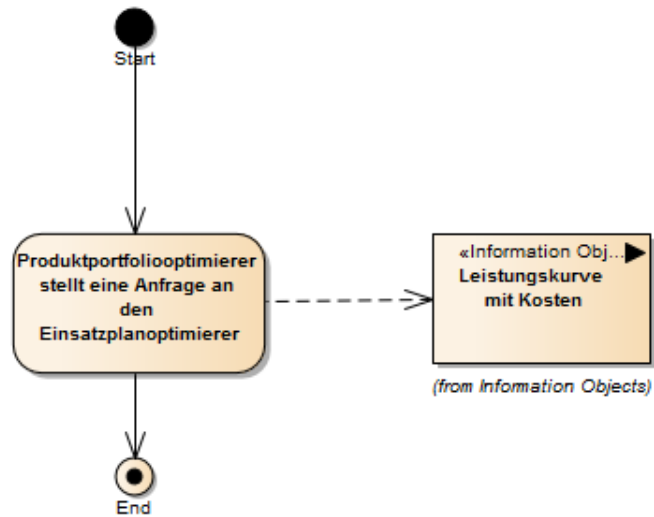 Start
Produktportfoliooptimierer
stellt eine Anfrage an
den
Einsatzplanoptimierer
«Information Obj...
Leistungskurve
mit Kosten
(from Information Objects)
End